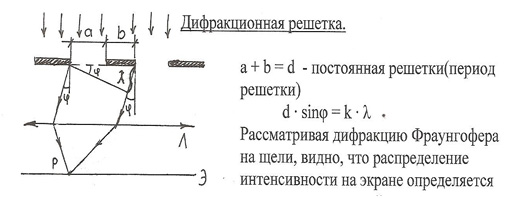 Дифракционная решетка.
a b
φ λ
φ φ
Л
P Э
a + b = d - постоянная решетки(период
решетки)
d · sinφ = k · λ
Рассматривая дифракцию Фраунгофера
на щели, видно, что распределение
интенсивности на экране определяется